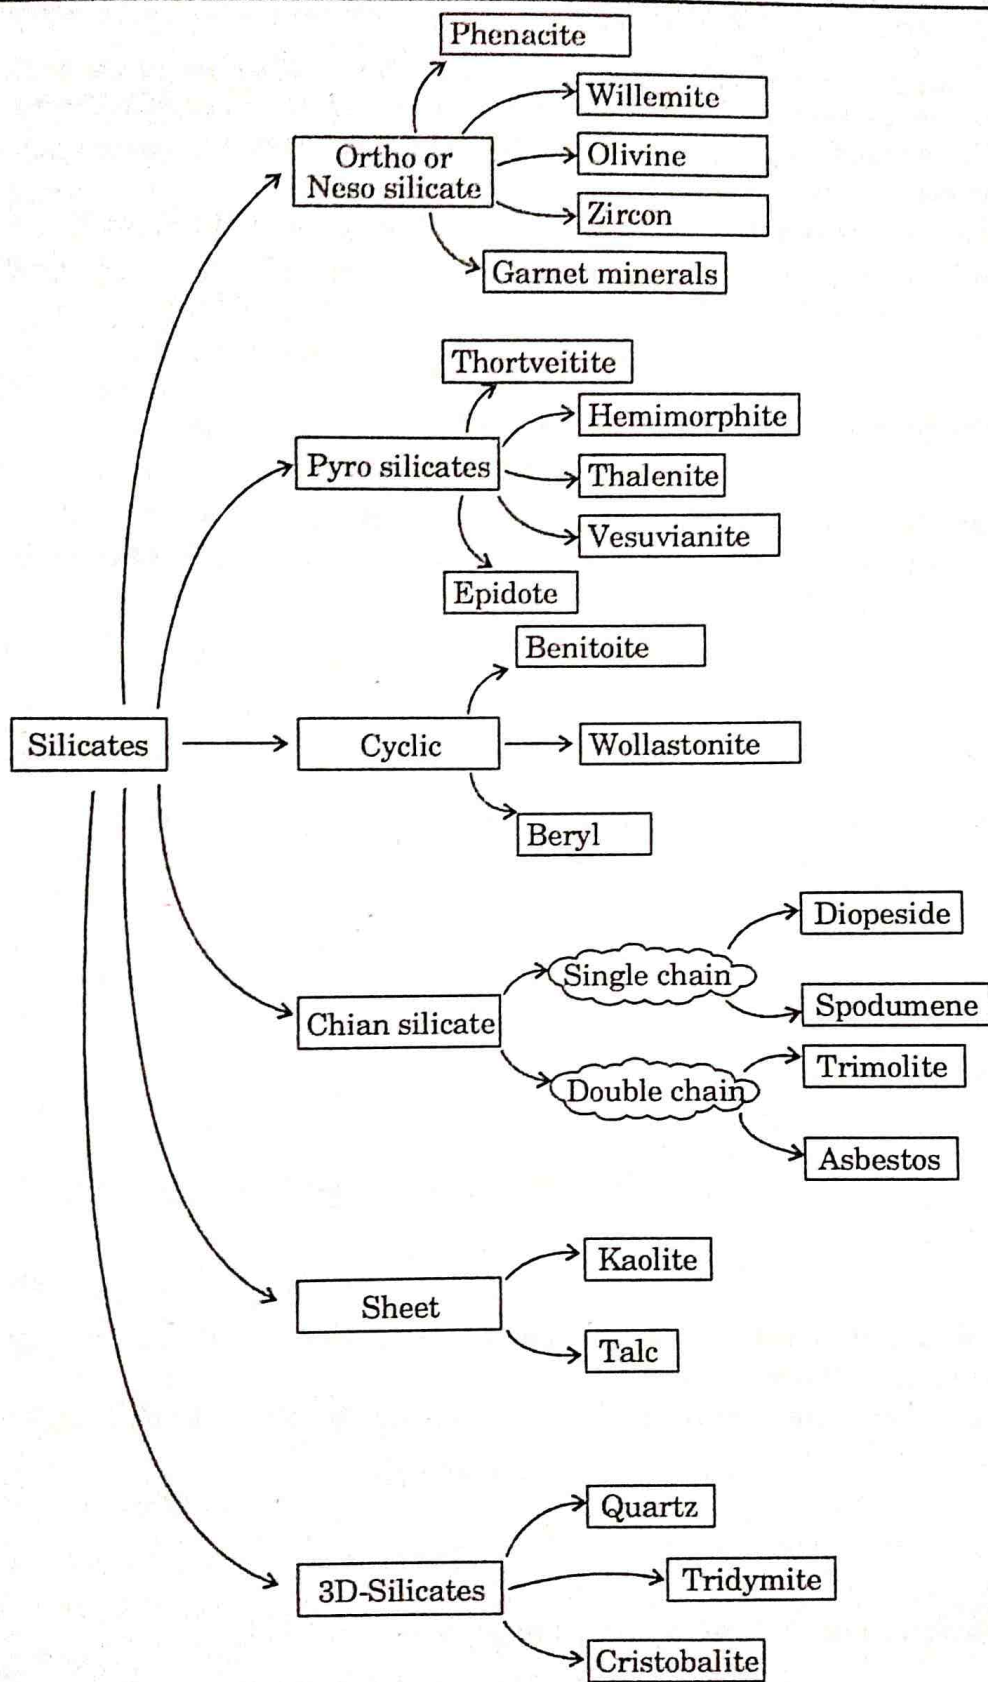 Phenacite
Willemite
Ortho or
Neso silicate
Olivine
Zircon
Garnet minerals
Thortveitite
Hemimorphite
Pyro silicates
Thalenite
Vesuvianite
Epidote
Benitoite
Silicates
Cyclic
Wollastonite
Beryl
Diopeside
Single chain
Spodumene
Chian silicate
Trimolite
Double chain
Asbestos
Kaolite
Sheet
Talc
Quartz
3D-Silicates
Tridymite
Cristobalite